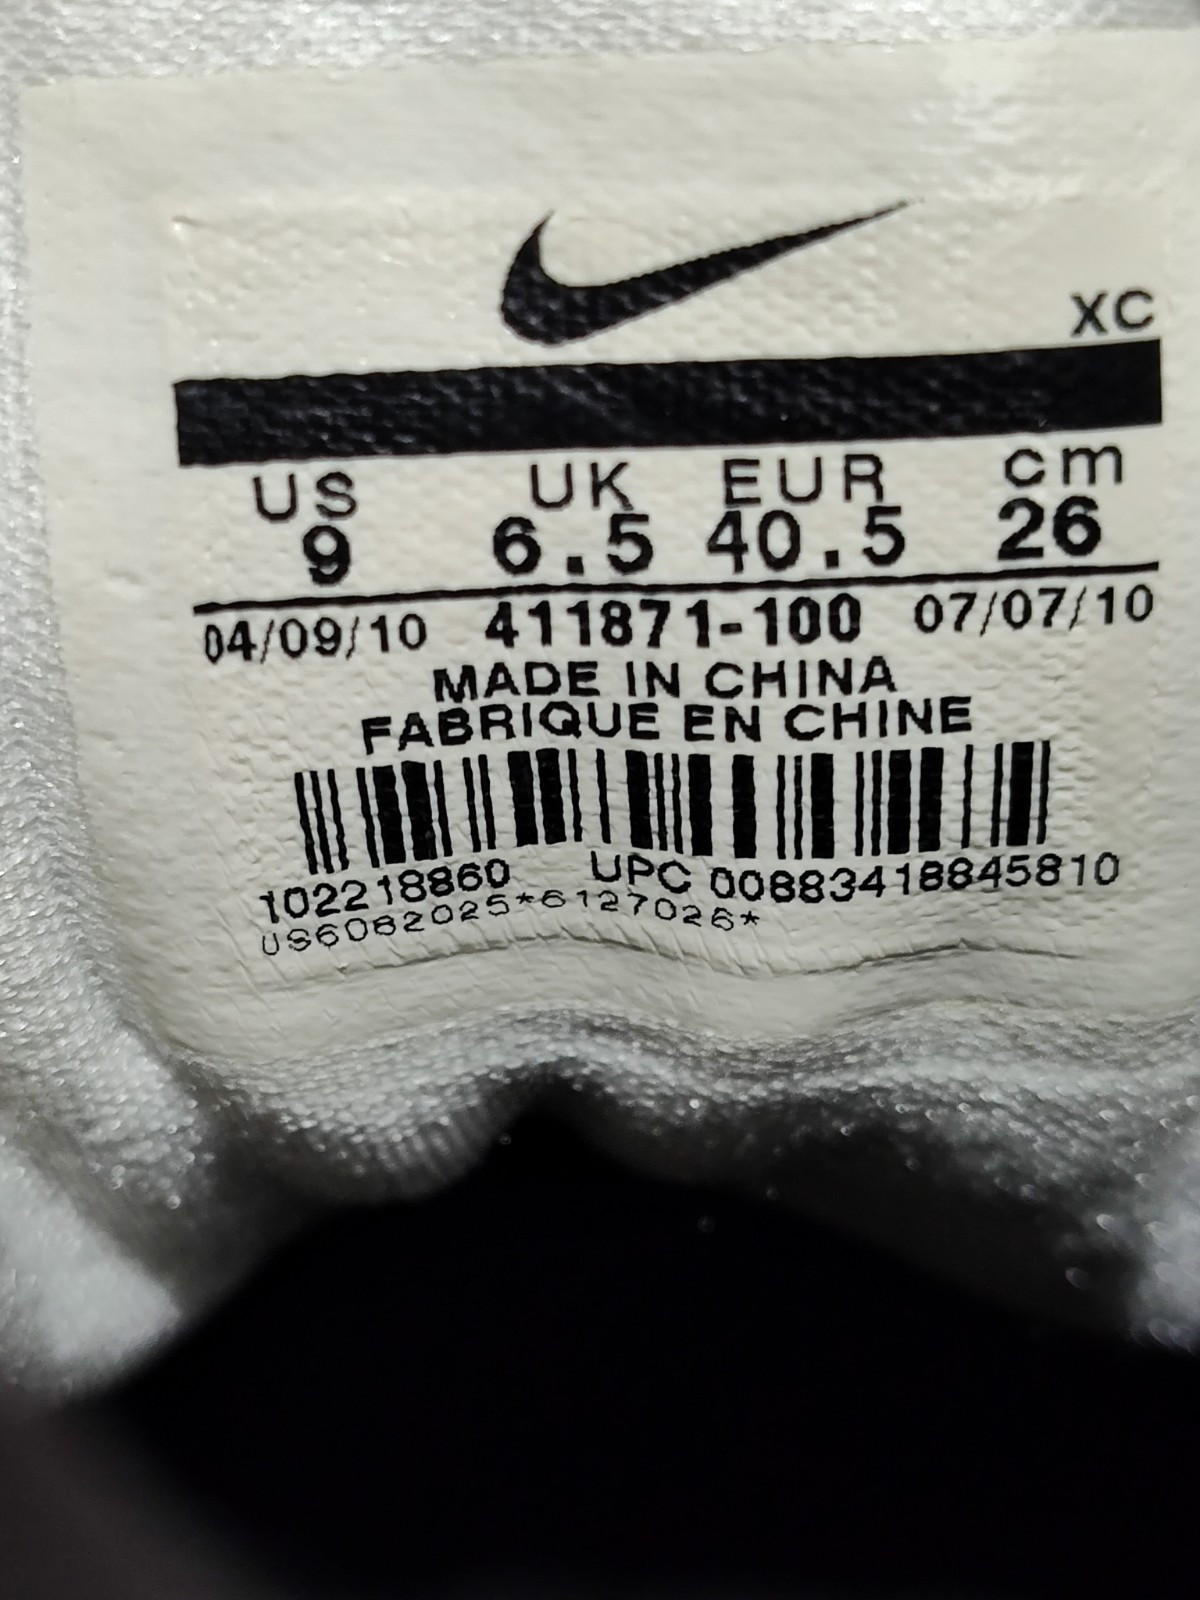 XC
US UK EUR cm
9 6.5 40.5 26
04/09/10 411871-100 07/07/10
MADE IN CHINA
FABRIQUE EN CHINE
102218860 UPC 00883418845810
US6082025*6127026*